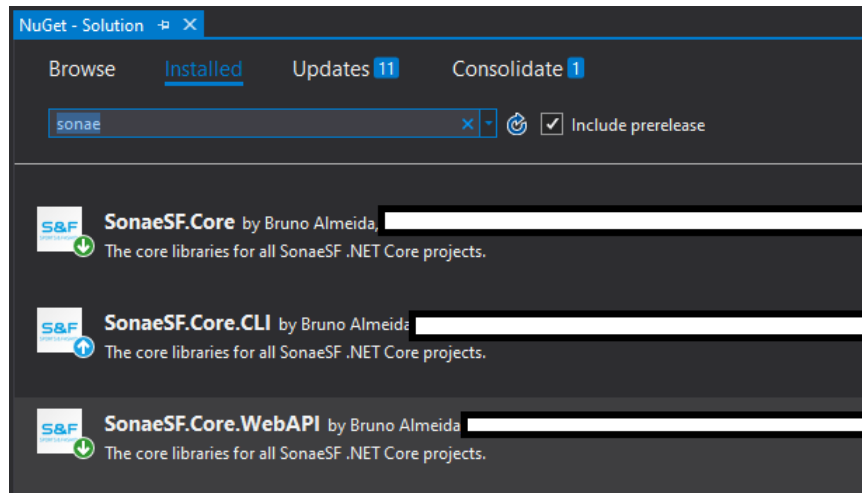 NuGet - Solution
Browse Installed Updates 11 Consolidate 1
sonae Include prerelease
S&F SonaeSF.Core by Bruno Almeida,
The core libraries for all SonaeSF .NET Core projects.
S&F SonaeSF.Core.CLI by Bruno Almeida
The core libraries for all SonaeSF .NET Core projects.
S&F SonaeSF.Core.WebAPI by Bruno Almeida
The core libraries for all SonaeSF .NET Core projects.